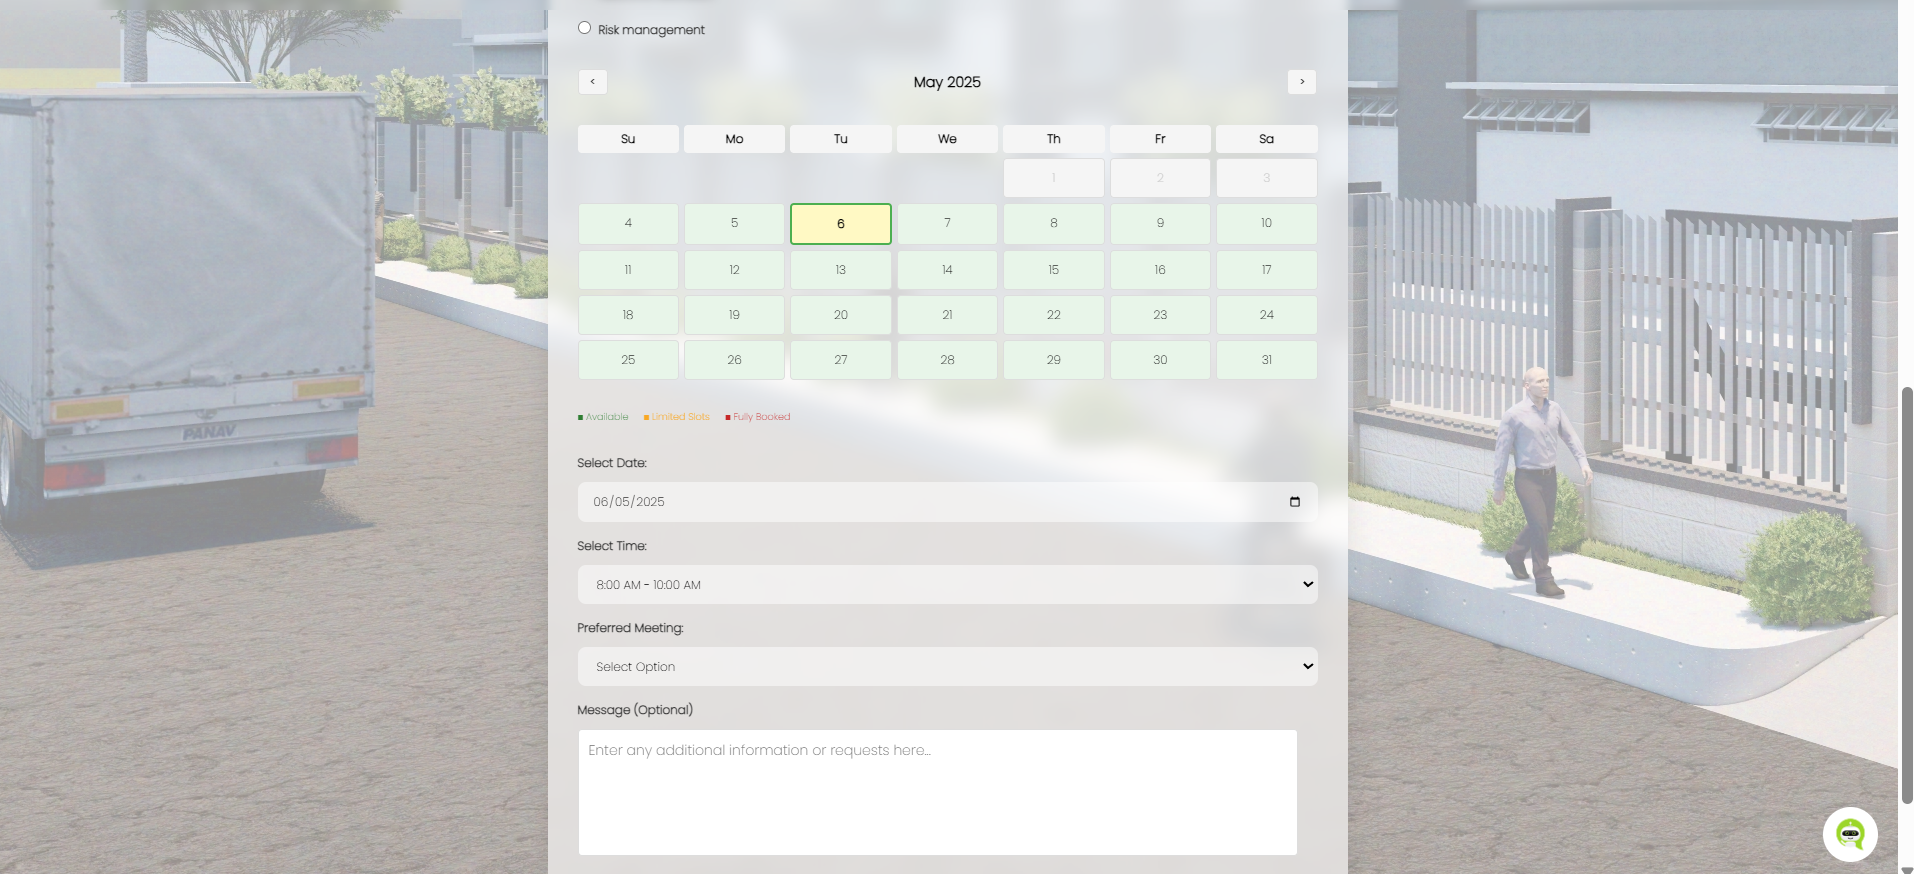 Risk management
<
May 2025
>
Su Mo Tu We Th Fr Sa
1 2 3
4 5 6 7 8 9 10
11 12 13 14 15 16 17
18 19 20 21 22 23 24
25 26 27 28 29 30 31
Available Limited Slots Fully Booked
Select Date:
06/05/2025
Select Time:
8:00 AM - 10:00 AM
Preferred Meeting:
Select Option
Message (Optional)
Enter any additional information or requests here...
PANAV